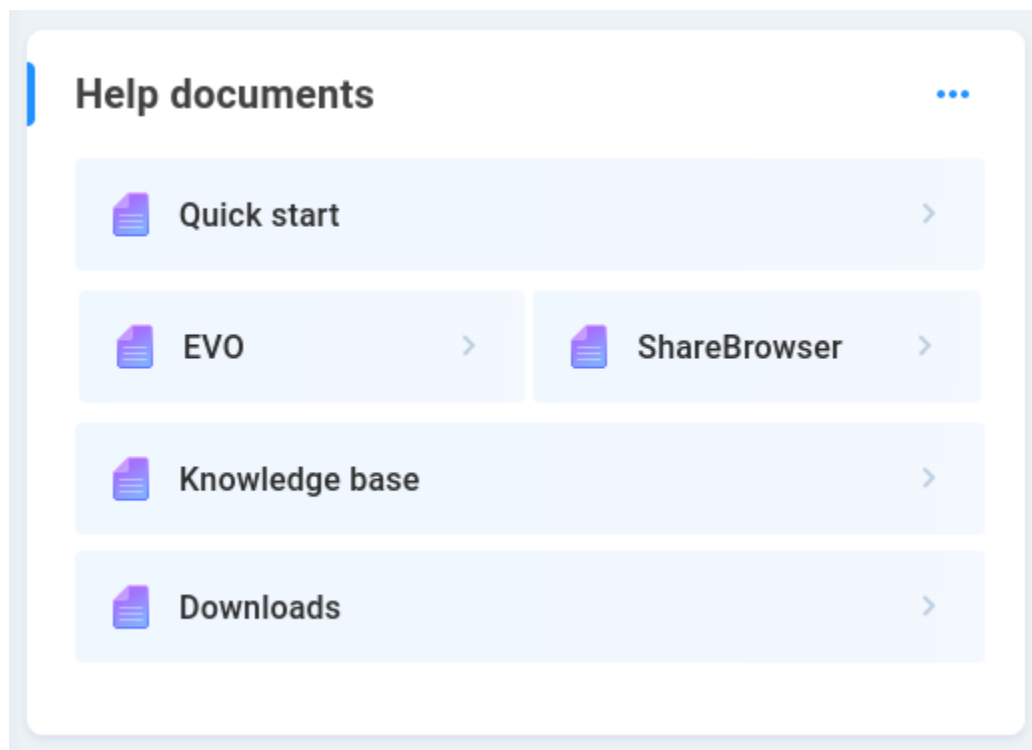 Help documents
Quick start
EVO
ShareBrowser
Knowledge base
Downloads